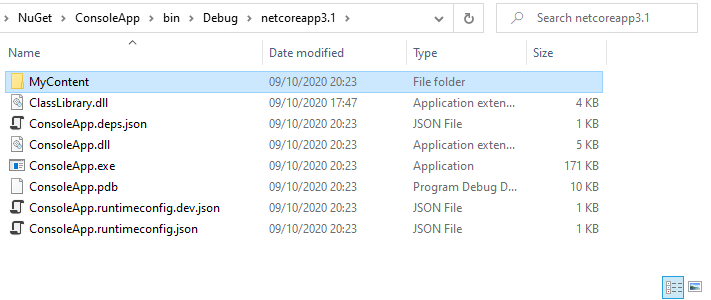 NuGet > ConsoleApp > bin > Debug > netcoreapp3.1 >
Search netcoreapp3.1
Name Date modified Type Size
MyContent 09/10/2020 20:23 File folder
ClassLibrary.dll 09/10/2020 17:47 Application exten... 4 KB
ConsoleApp.deps.json 09/10/2020 20:23 JSON File 1 KB
ConsoleApp.dll 09/10/2020 20:23 Application exten... 5 KB
ConsoleApp.exe 09/10/2020 20:23 Application 171 KB
ConsoleApp.pdb 09/10/2020 20:23 Program Debug D... 10 KB
ConsoleApp.runtimeconfig.dev.json 09/10/2020 20:23 JSON File 1 KB
ConsoleApp.runtimeconfig.json 09/10/2020 20:23 JSON File 1 KB